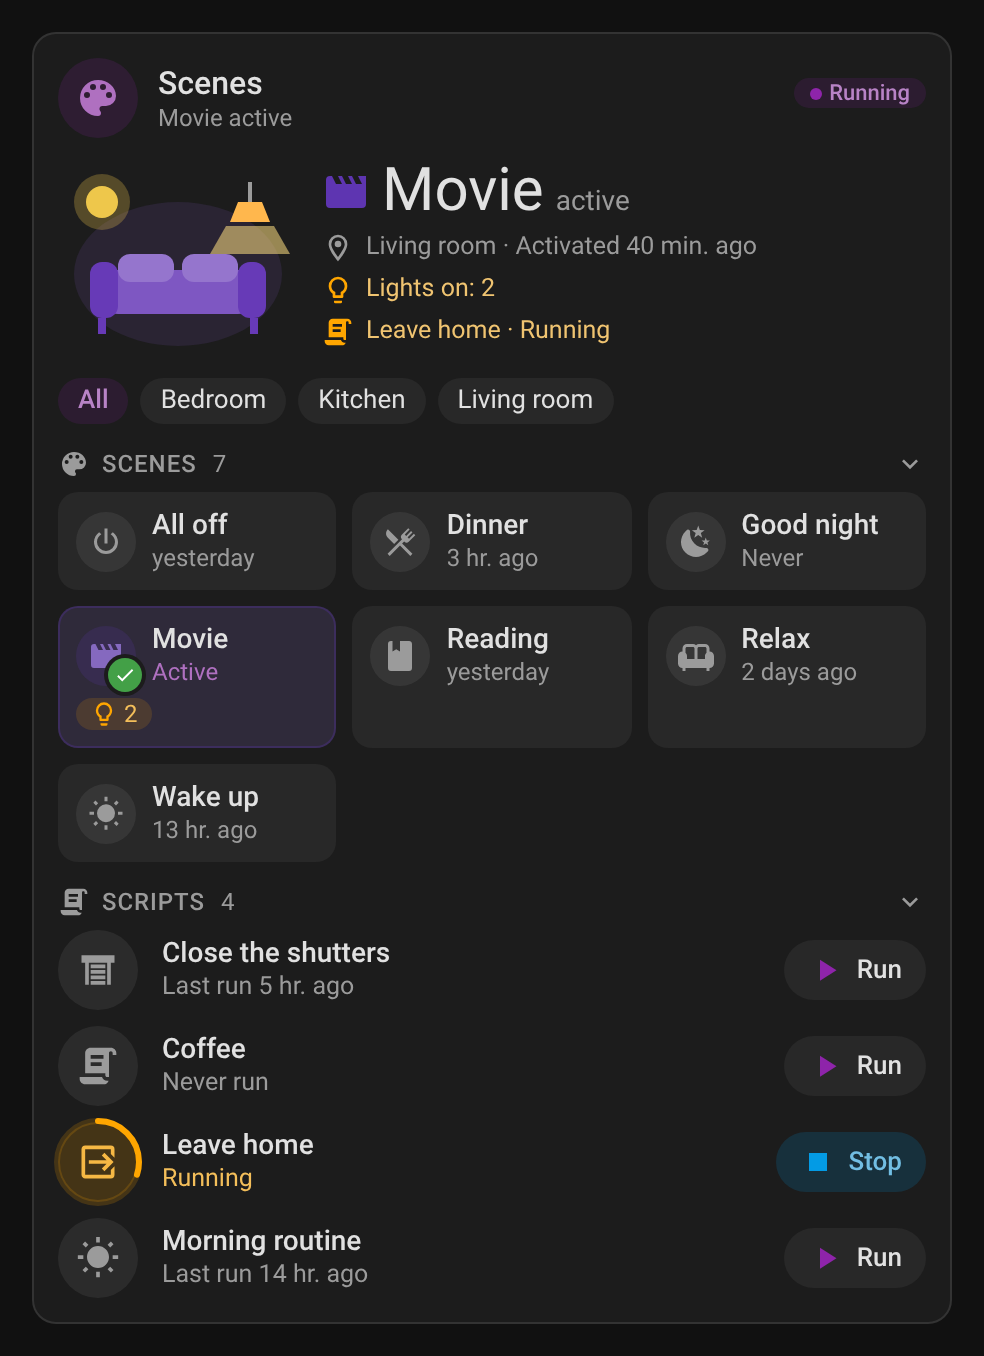 Scenes
Movie active
Running
Movie active
Living room · Activated 40 min. ago
Lights on: 2
Leave home · Running
All
Bedroom
Kitchen
Living room
SCENES 7
All off
yesterday
Dinner
3 hr. ago
Good night
Never
Movie
Active
2
Reading
yesterday
Relax
2 days ago
Wake up
13 hr. ago
SCRIPTS 4
Close the shutters
Last run 5 hr. ago
Run
Coffee
Never run
Run
Leave home
Running
Stop
Morning routine
Last run 14 hr. ago
Run